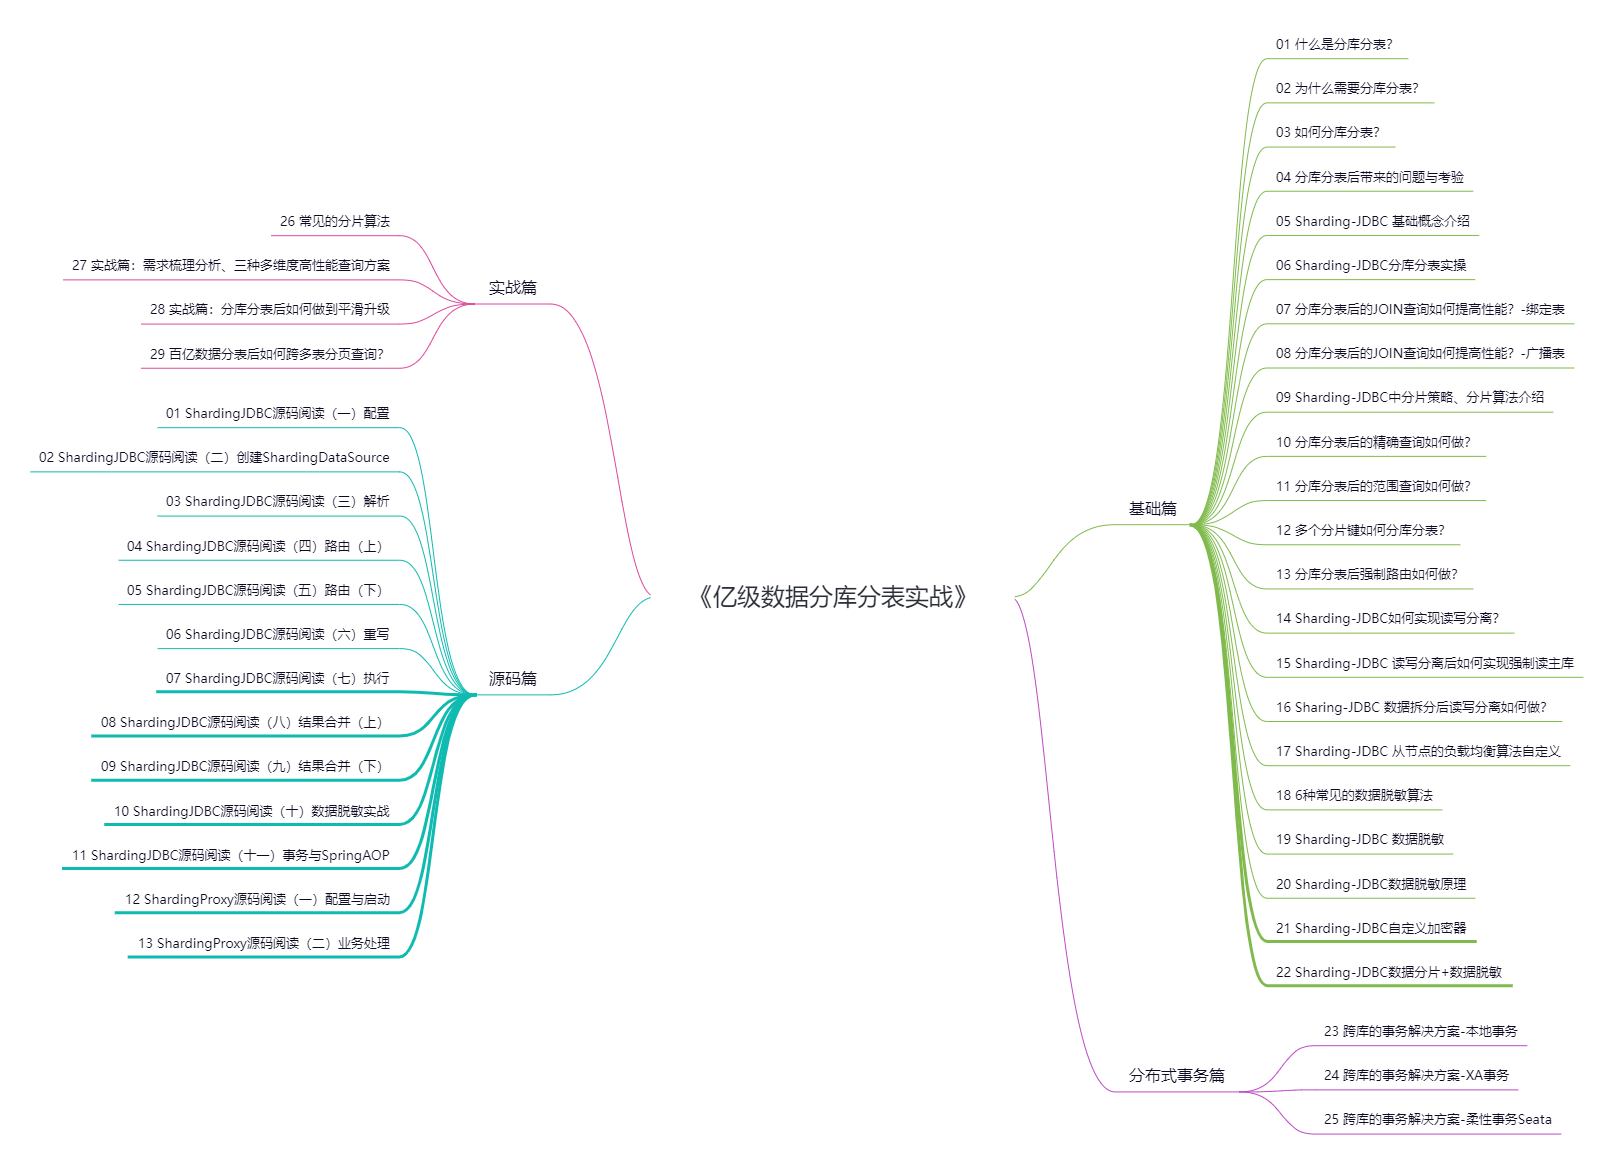 《亿级数据分库分表实战》
基础篇
01 什么是分库分表?
02 为什么需要分库分表?
03 如何分库分表?
04 分库分表后带来的问题与考验
05 Sharding-JDBC 基础概念介绍
06 Sharding-JDBC分库分表实操
07 分库分表后的JOIN查询如何提高性能? -绑定表
08 分库分表后的JOIN查询如何提高性能? -广播表
09 Sharding-JDBC中分片策略、分片算法介绍
10 分库分表后的精确查询如何做?
11 分库分表后的范围查询如何做?
12 多个分片键如何分库分表?
13 分库分表后强制路由如何做?
14 Sharding-JDBC如何实现读写分离?
15 Sharding-JDBC 读写分离后如何实现强制读主库
16 Sharing-JDBC 数据拆分后读写分离如何做?
17 Sharding-JDBC 从节点的负载均衡算法自定义
18 6种常见的数据脱敏算法
19 Sharding-JDBC 数据脱敏
20 Sharding-JDBC数据脱敏原理
21 Sharding-JDBC自定义加密器
22 Sharding-JDBC数据分片+数据脱敏
分布式事务篇
23 跨库的事务解决方案-本地事务
24 跨库的事务解决方案-XA事务
25 跨库的事务解决方案-柔性事务Seata
实战篇
26 常见的分片算法
27 实战篇：需求梳理分析、三种多维度高性能查询方案
28 实战篇：分库分表后如何做到平滑升级
29 百亿数据分表后如何跨多表分页查询?
源码篇
01 ShardingJDBC源码阅读（一）配置
02 ShardingJDBC源码阅读（二）创建ShardingDataSource
03 ShardingJDBC源码阅读（三）解析
04 ShardingJDBC源码阅读（四）路由（上）
05 ShardingJDBC源码阅读（五）路由（下）
06 ShardingJDBC源码阅读（六）重写
07 ShardingJDBC源码阅读（七）执行
08 ShardingJDBC源码阅读（八）结果合并（上）
09 ShardingJDBC源码阅读（九）结果合并（下）
10 ShardingJDBC源码阅读（十）数据脱敏实战
11 ShardingJDBC源码阅读（十一）事务与SpringAOP
12 ShardingProxy源码阅读（一）配置与启动
13 ShardingProxy源码阅读（二）业务处理